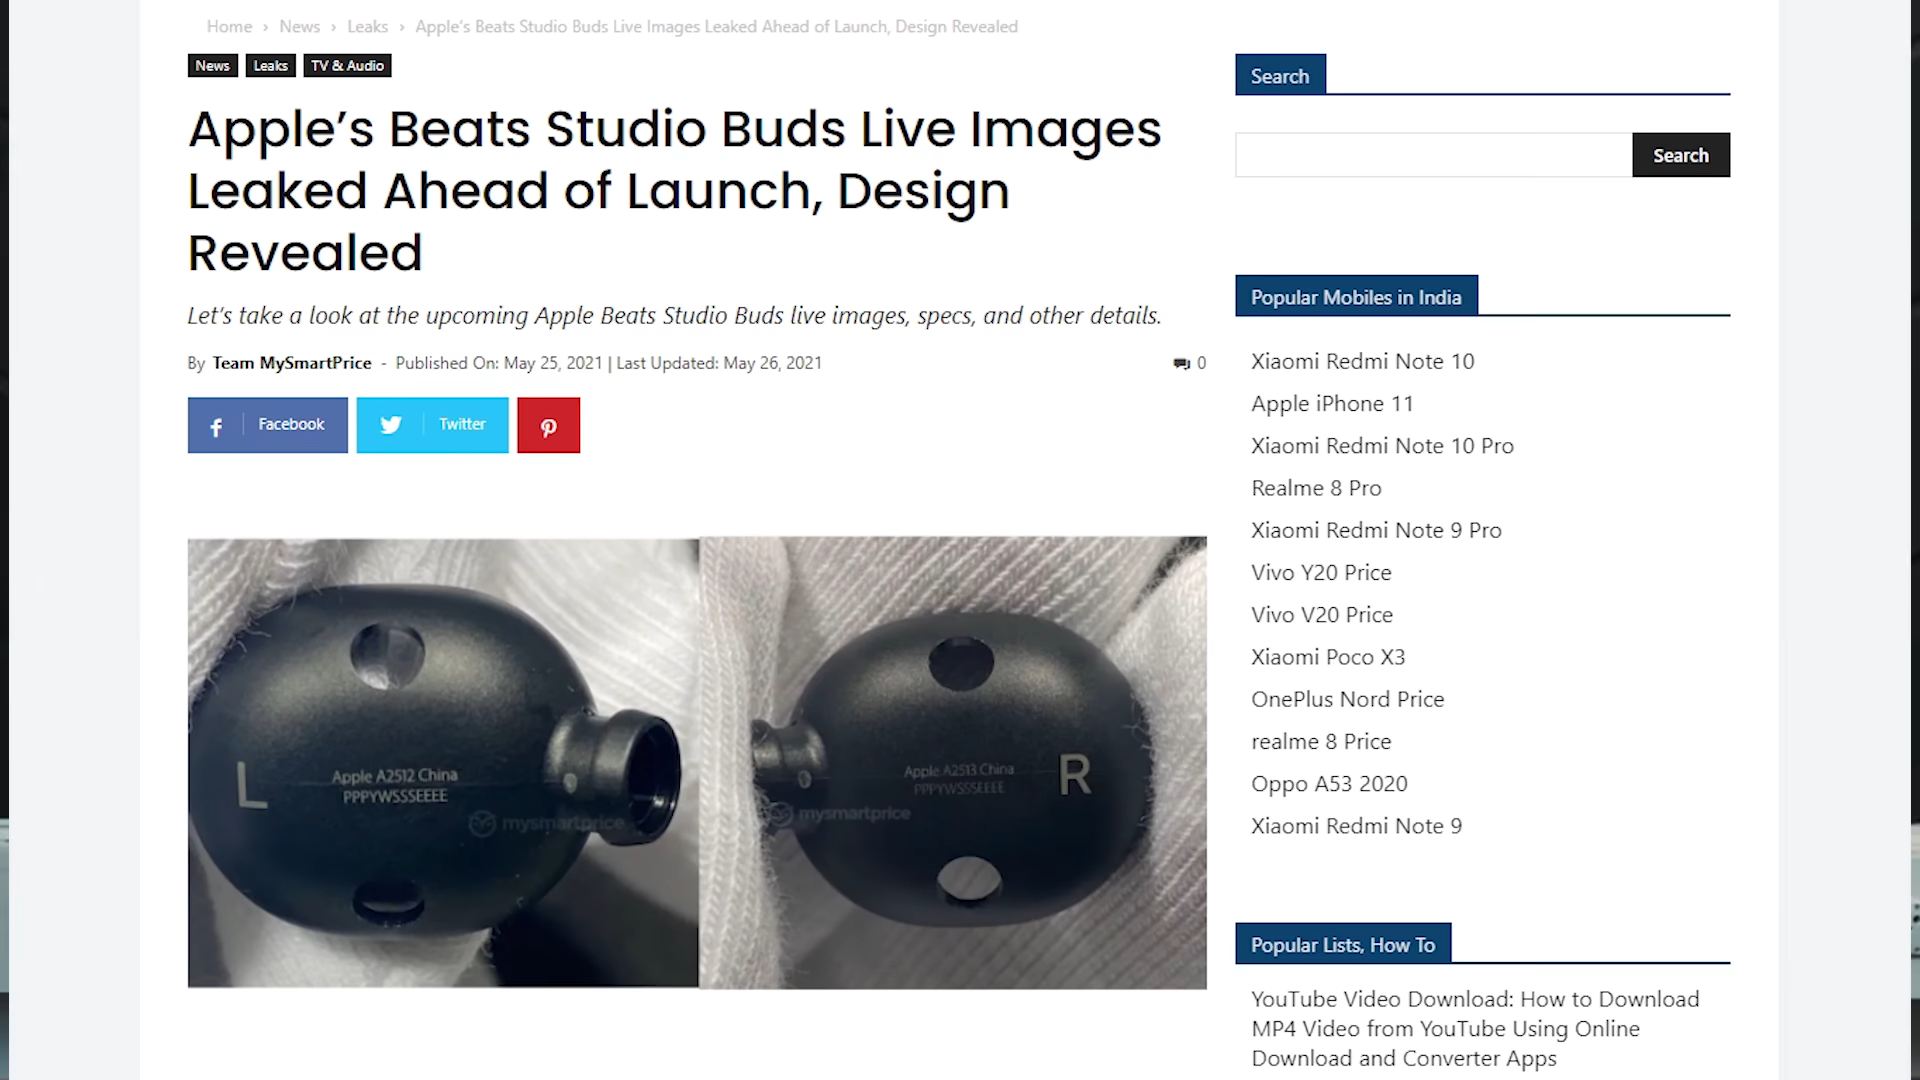 Home › News › Leaks › Apple’s Beats Studio Buds Live Images Leaked Ahead of Launch, Design Revealed
News Leaks TV & Audio
Apple’s Beats Studio Buds Live Images
Leaked Ahead of Launch, Design
Revealed
Let's take a look at the upcoming Apple Beats Studio Buds live images, specs, and other details.
By Team MySmartPrice - Published On: May 25, 2021 | Last Updated: May 26, 2021 0
Facebook Twitter
L
Apple A2512 China
PPPYWSSSEEEE
mysmartprice
Apple A2513 China
PPPYWSSSEEEE
R
mysmartprice
Search
Search
Popular Mobiles in India
Xiaomi Redmi Note 10
Apple iPhone 11
Xiaomi Redmi Note 10 Pro
Realme 8 Pro
Xiaomi Redmi Note 9 Pro
Vivo Y20 Price
Vivo V20 Price
Xiaomi Poco X3
OnePlus Nord Price
realme 8 Price
Oppo A53 2020
Xiaomi Redmi Note 9
Popular Lists, How To
YouTube Video Download: How to Download
MP4 Video from YouTube Using Online
Download and Converter Apps